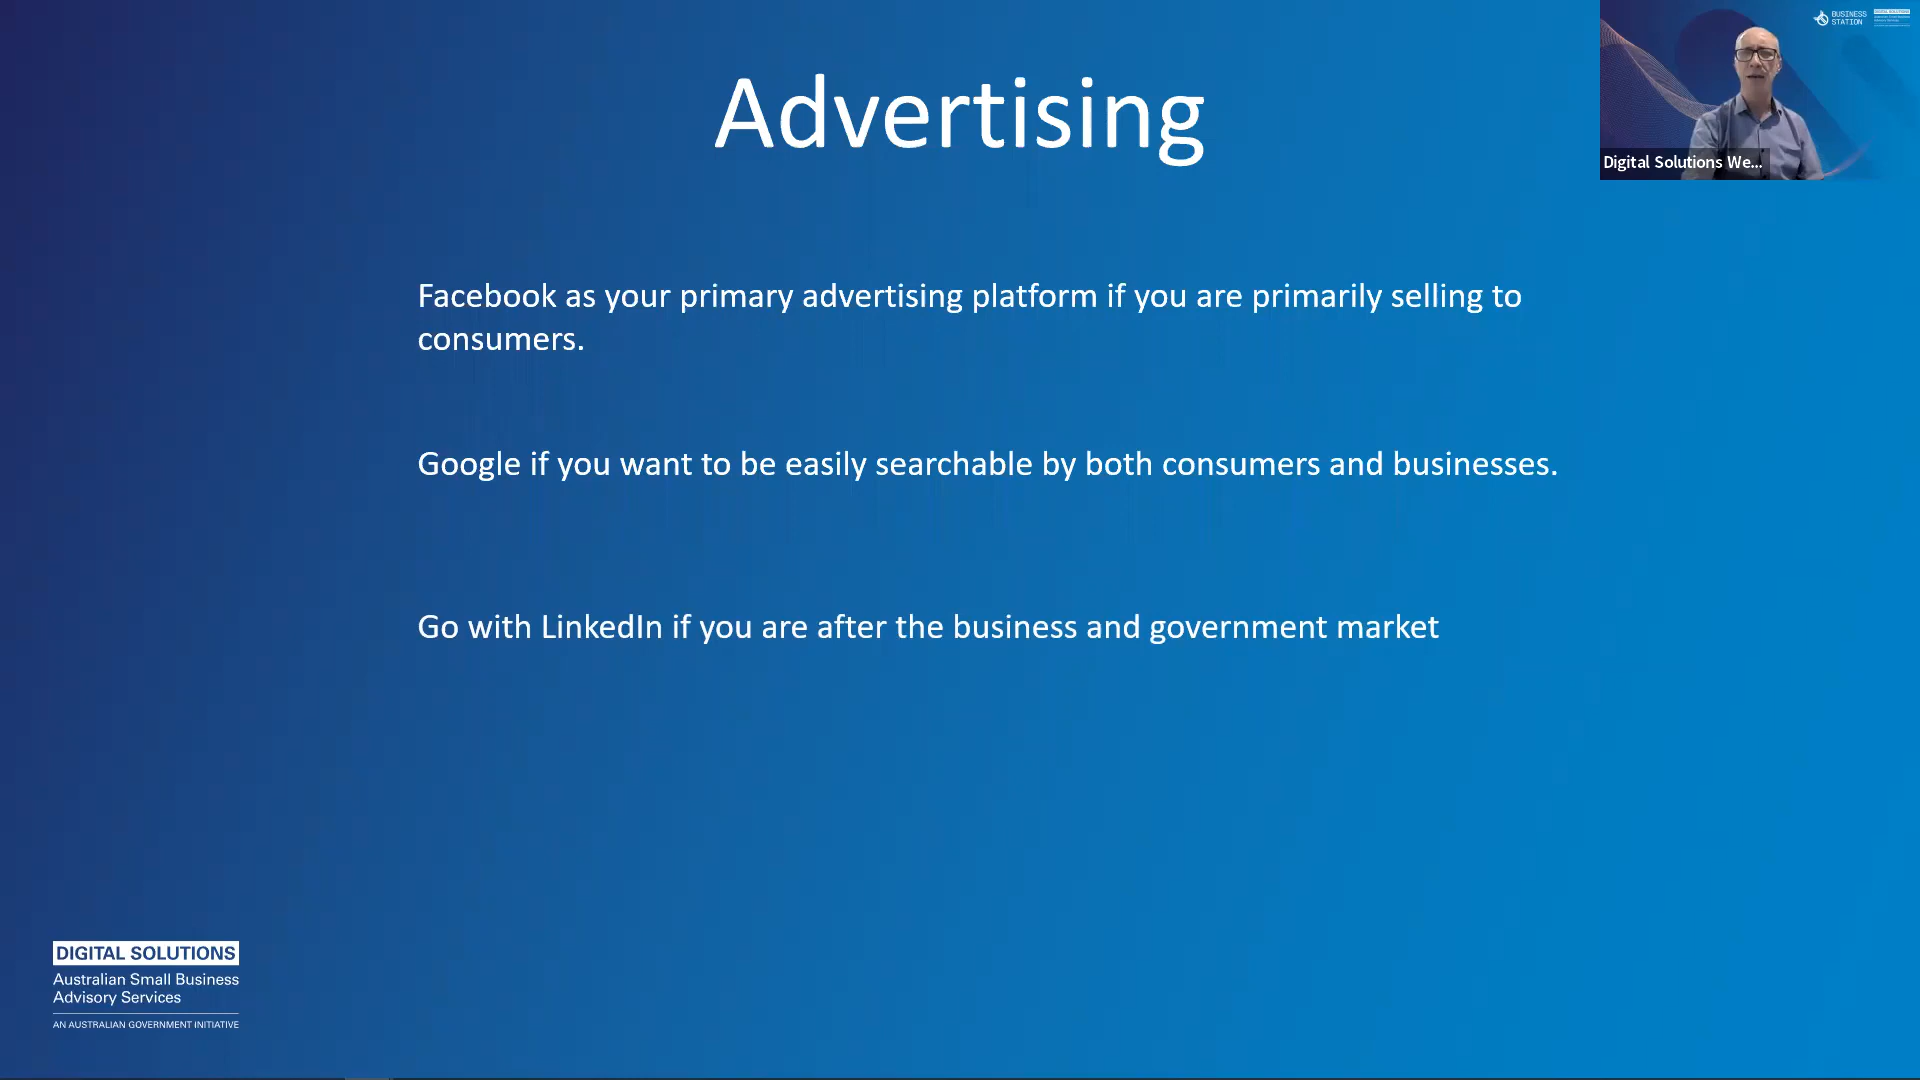 Advertising
BUSINESS
STATION
Digital Solutions We...
Facebook as your primary advertising platform if you are primarily selling to
consumers.
Google if you want to be easily searchable by both consumers and businesses.
Go with LinkedIn if you are after the business and government market
DIGITAL SOLUTIONS
Australian Small Business
Advisory Services
AN AUSTRALIAN GOVERNMENT INITIATIVE